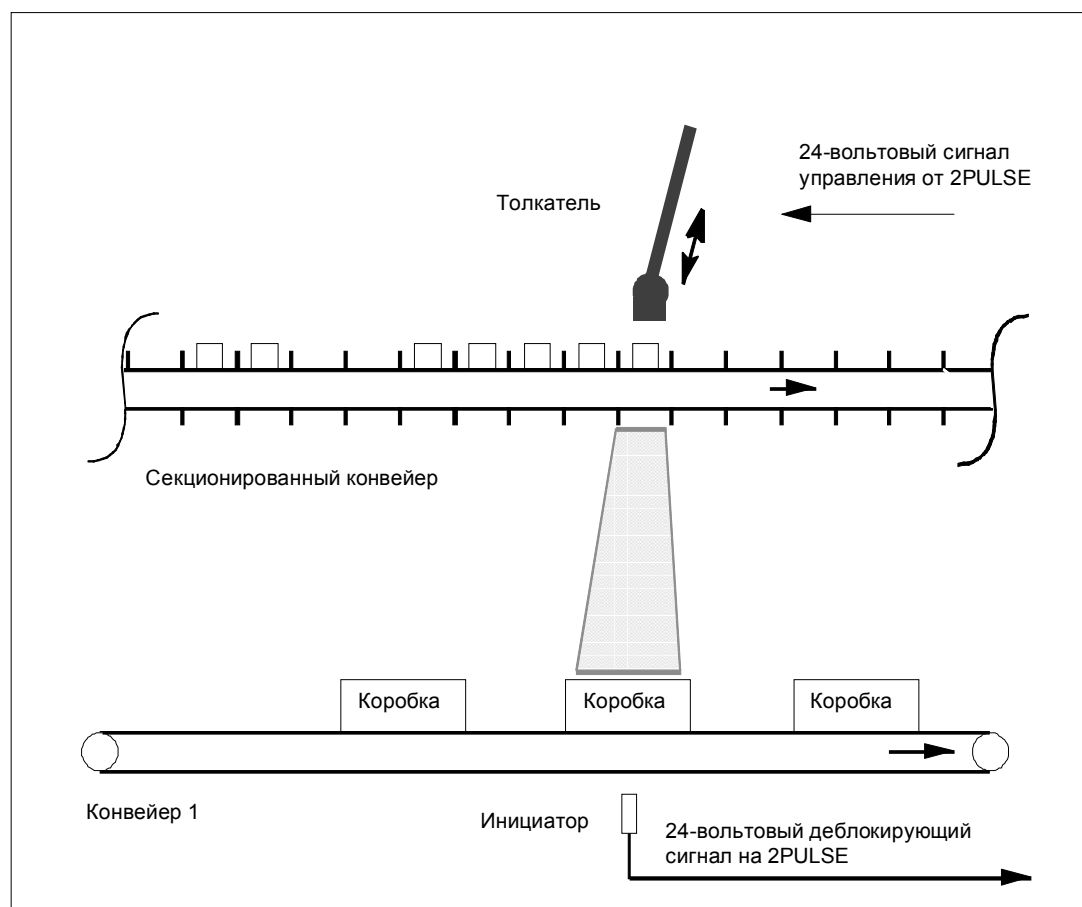 24-вольтовый сигнал
управления от 2PULSE
Толкатель
Секционированный конвейер
Коробка
Коробка
Коробка
Конвейер 1
Инициатор
24-вольтовый деблокирующий
сигнал на 2PULSE